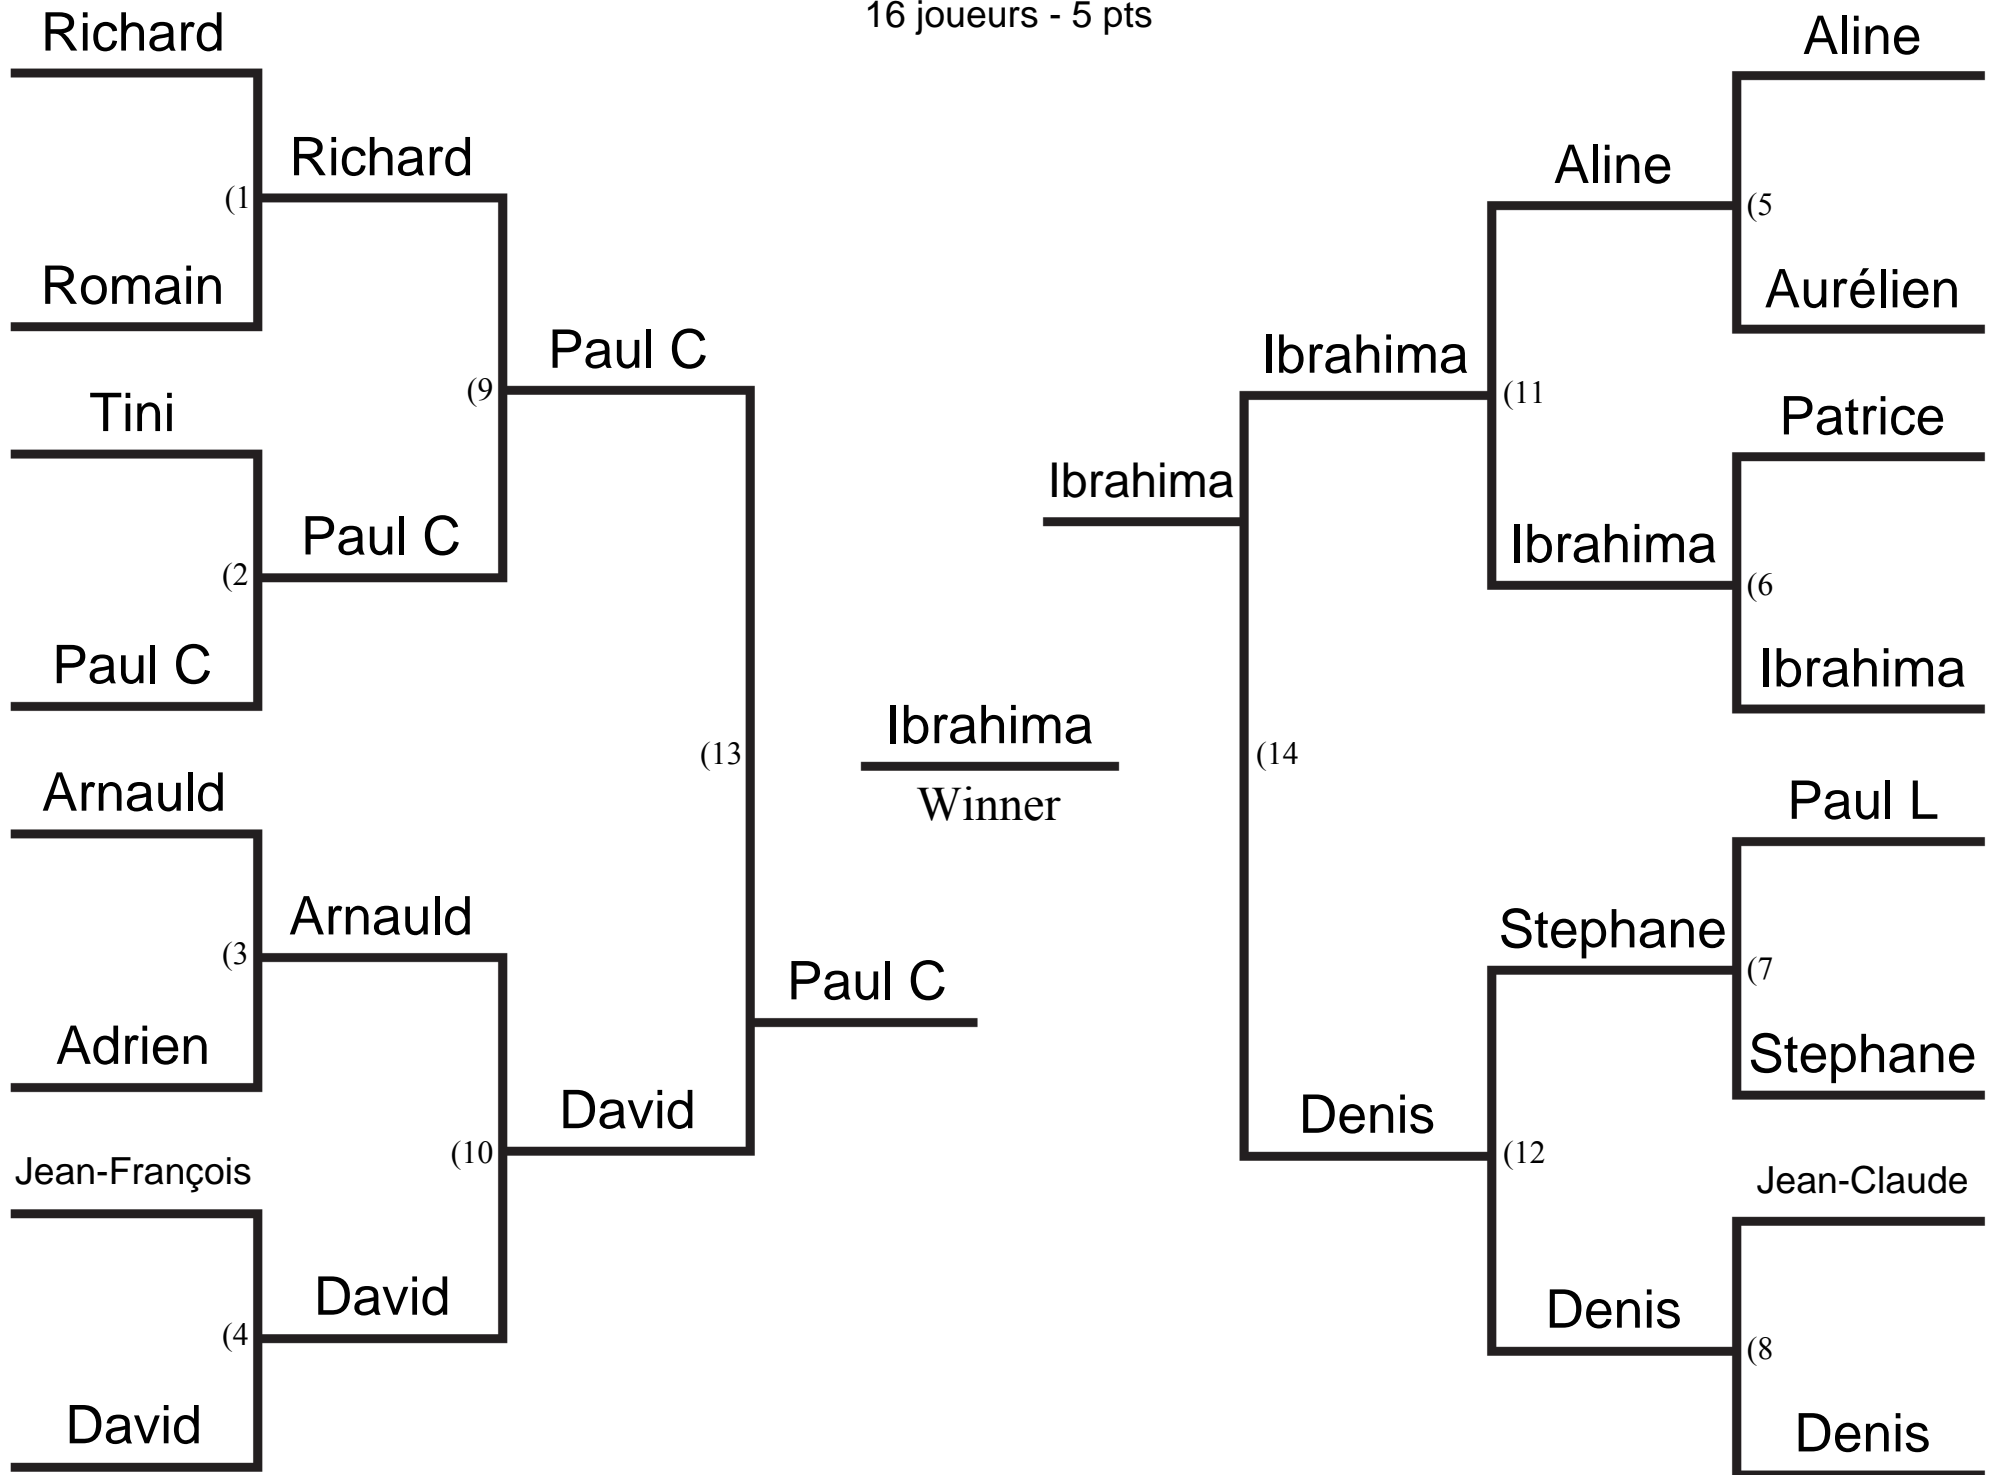 16 joueurs - 5 pts
Richard
Romain
Tini
Paul C
Arnauld
Adrien
Jean-François
David
(1
(2
(3
(4
Richard
Paul C
Arnauld
David
(9
(10
Paul C
David
(13
Paul C
Ibrahima
Winner
Ibrahima
(14
Ibrahima
Denis
(11
(12
Aline
Ibrahima
Stephane
Denis
(5
(6
(7
(8
Aline
Aurélien
Patrice
Ibrahima
Paul L
Stephane
Jean-Claude
Denis